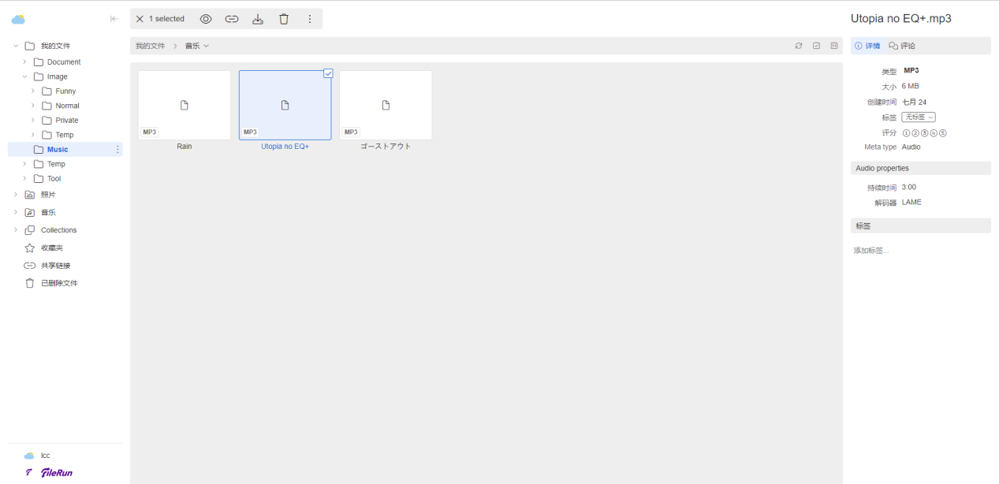 我的文件
Document
Image
Funny
Normal
Private
Temp
Music
Temp
Tool
照片
音乐
Collections
收藏夹
共享链接
已删除文件
lcc
FileRun
1 selected
我的文件 音乐
MP3
Rain
MP3
Utopia no EQ+
MP3
ゴーストアウト
Utopia no EQ+.mp3
详情 评论
类型 MP3
大小 6 MB
创建时间 七月 24
标签 无标签
评分 1 2 3 4 5
Meta type Audio
Audio properties
持续时间 3:00
解码器 LAME
标签
添加标签...